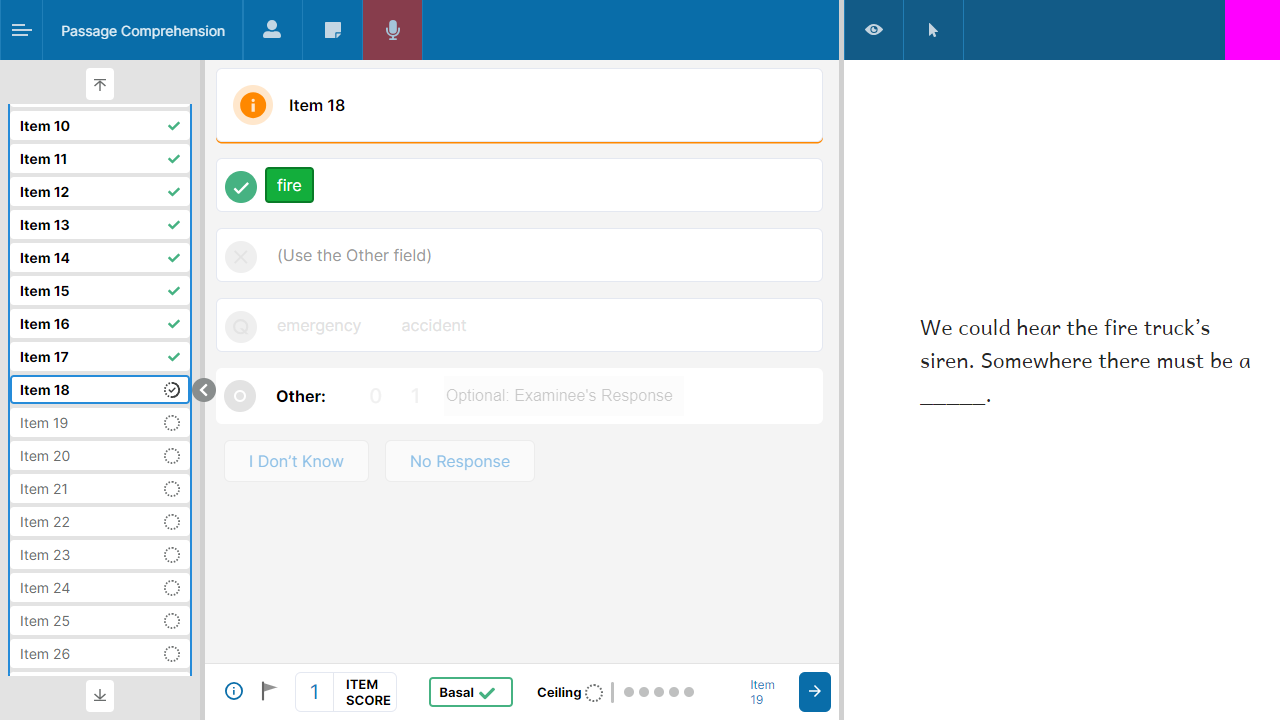 Passage Comprehension
Item 10
Item 11
Item 12
Item 13
Item 14
Item 15
Item 16
Item 17
Item 18
Item 19
Item 20
Item 21
Item 22
Item 23
Item 24
Item 25
Item 26
Item 18
fire
(Use the Other field)
Q emergency accident
O Other: 0 1 Optional: Examinee's Response
I Don't Know No Response
1 ITEM SCORE
Basal
Ceiling
Item 19
We could hear the fire truck's
siren. Somewhere there must be a
_____.